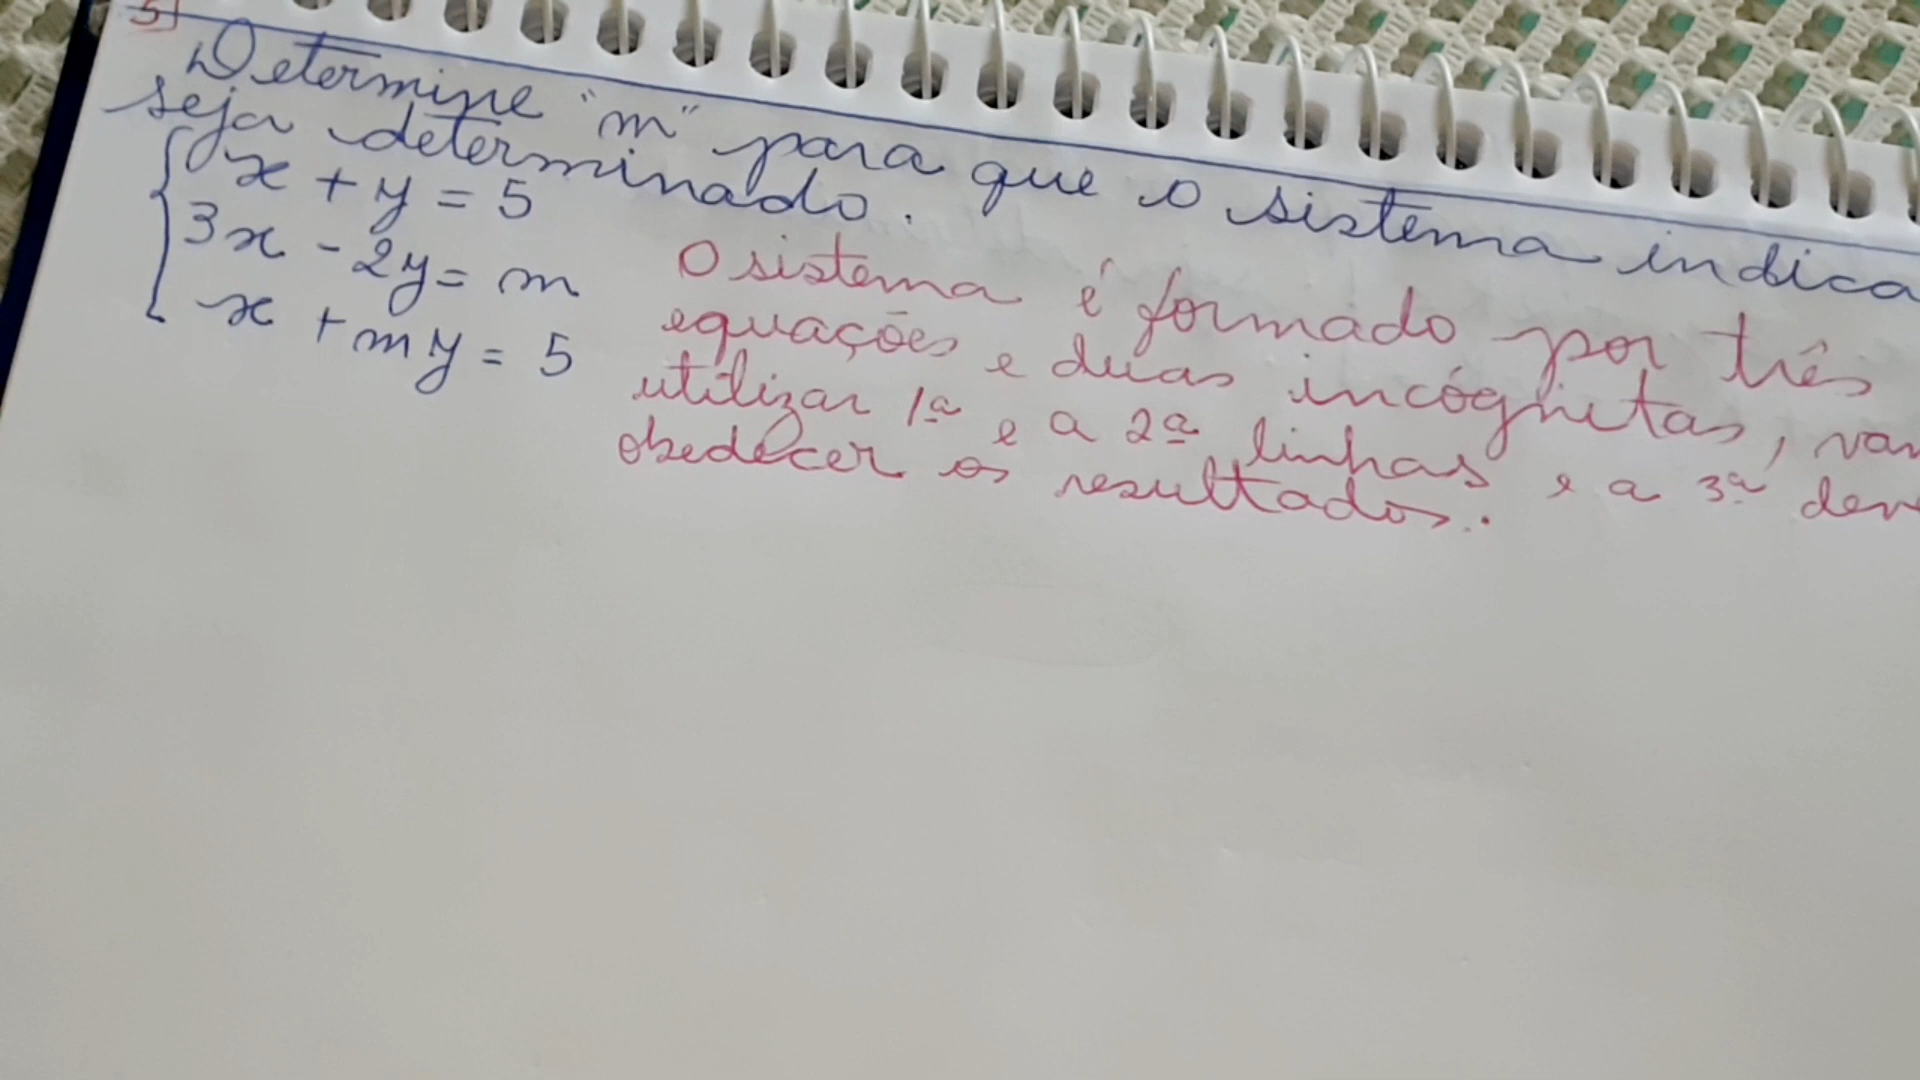 5)
Determine "m" para que o sistema indica
seja determinado.
x + y = 5
3x - 2y = m
x + my = 5
O sistema é formado por três
equações e duas incógnitas, vam
utilizar 1ª e a 2ª linhas e a 3ª deve
obedecer os resultados.